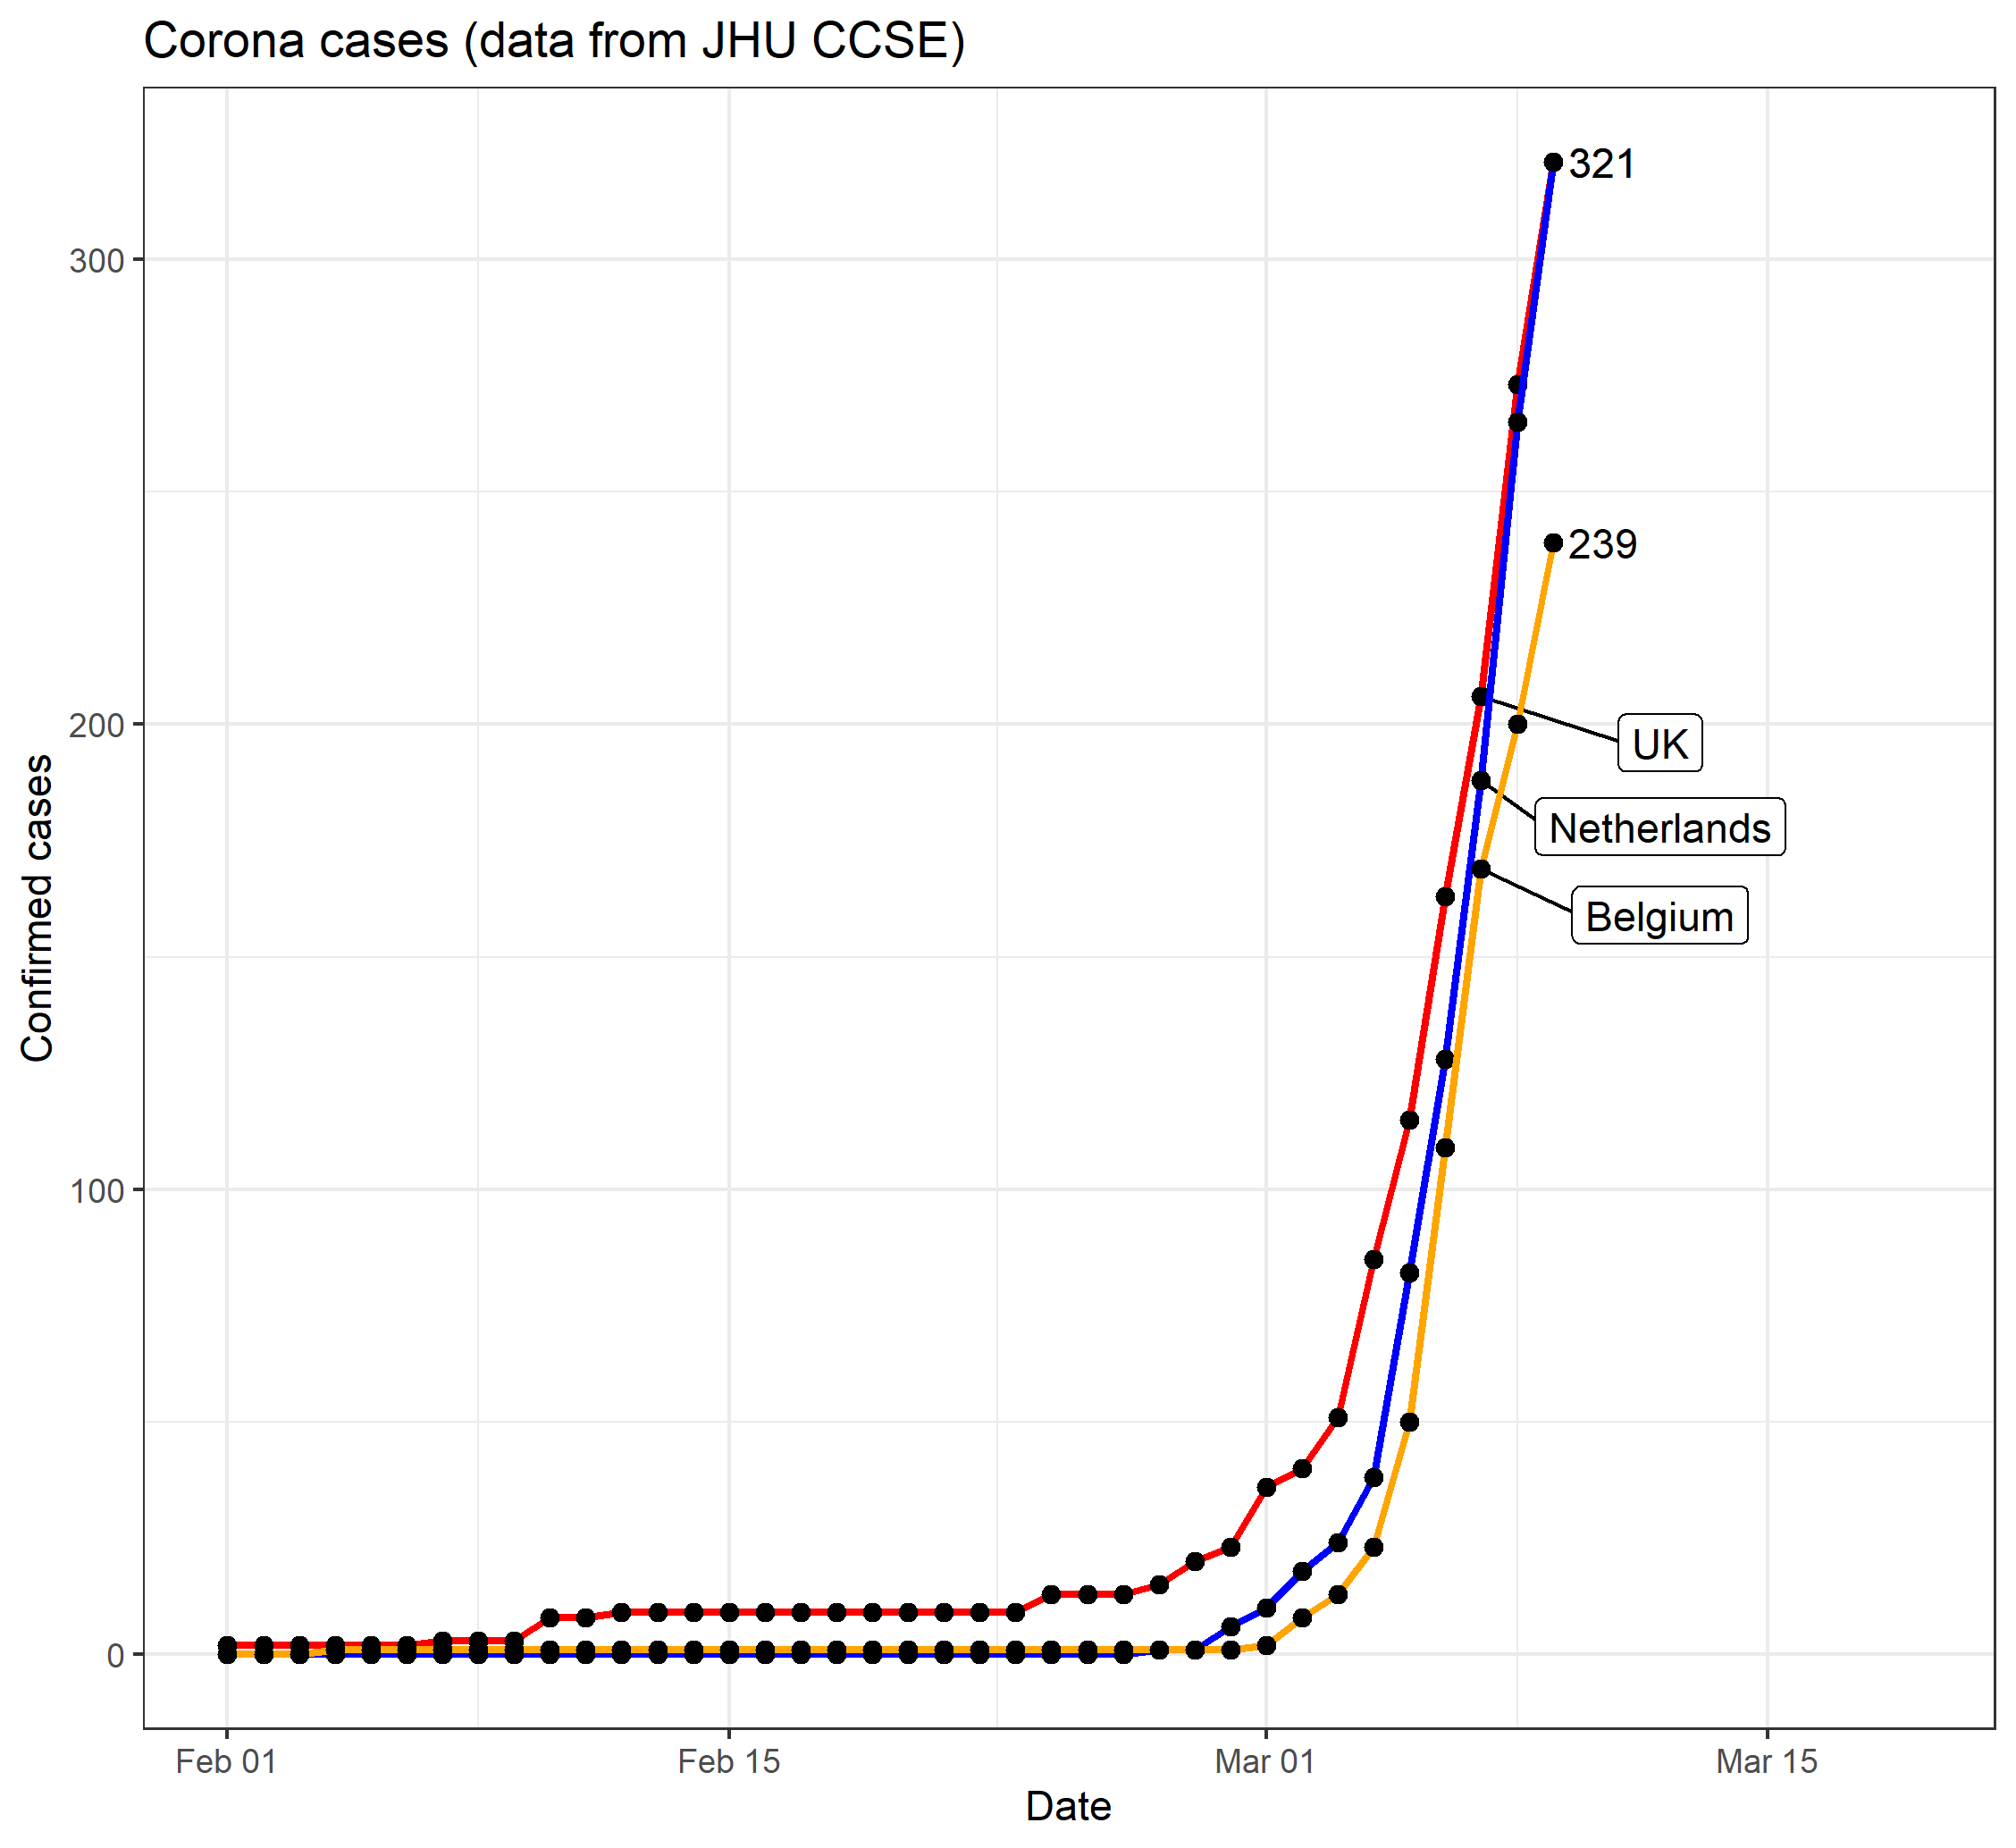 Corona cases (data from JHU CCSE)
321
300
239
200
UK
Netherlands
Belgium
Confirmed cases
100
0
Feb 01
Feb 15
Mar 01
Mar 15
Date